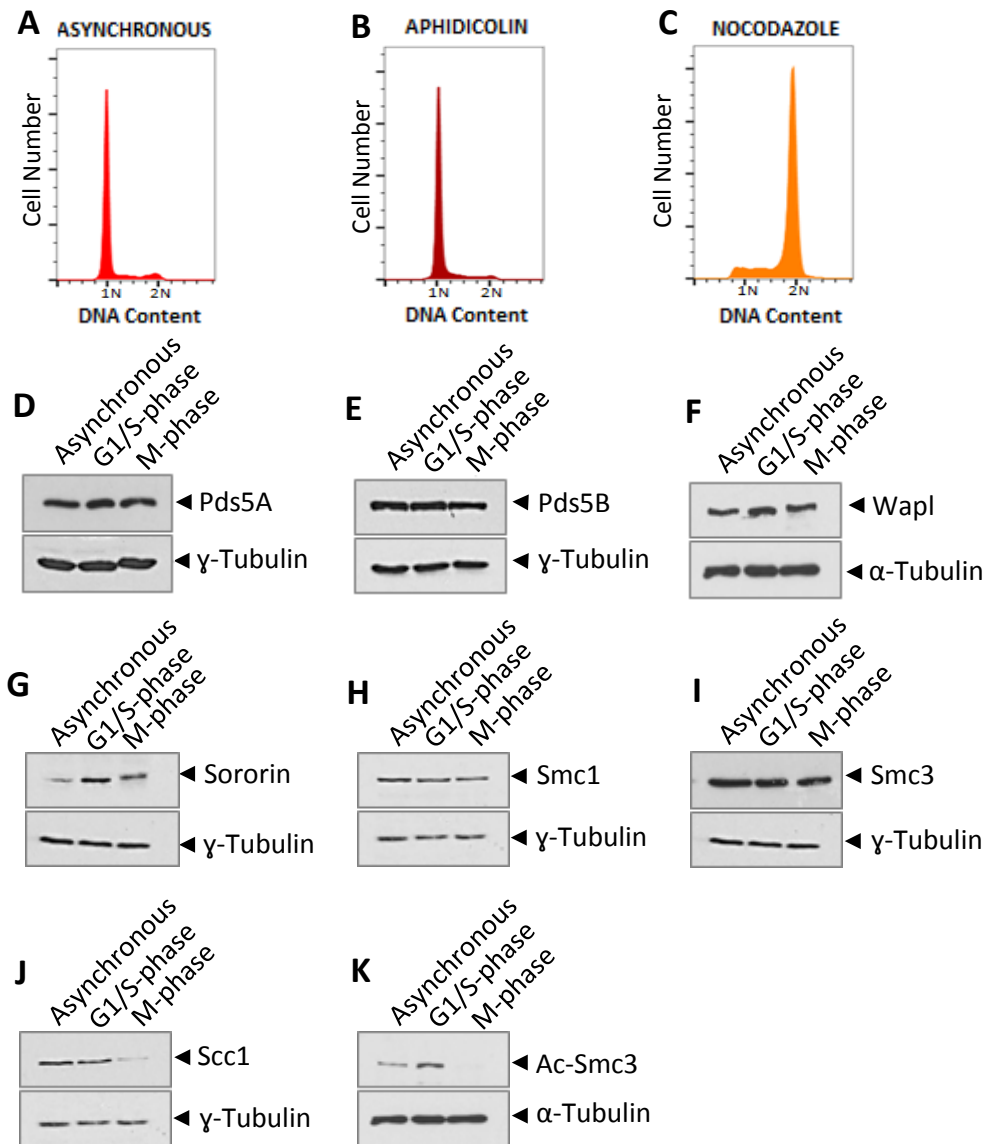 A
ASYNCHRONOUS
Cell Number
1N 2N
DNA Content
B
APHIDICOLIN
Cell Number
1N 2N
DNA Content
C
NOCODAZOLE
Cell Number
1N 2N
DNA Content
D
Asynchronous
G1/S-phase
M-phase
Pds5A
ɣ-Tubulin
E
Asynchronous
G1/S-phase
M-phase
Pds5B
ɣ-Tubulin
F
Asynchronous
G1/S-phase
M-phase
Wapl
α-Tubulin
G
Asynchronous
G1/S-phase
M-phase
Sororin
ɣ-Tubulin
H
Asynchronous
G1/S-phase
M-phase
Smc1
ɣ-Tubulin
I
Asynchronous
G1/S-phase
M-phase
Smc3
ɣ-Tubulin
J
Asynchronous
G1/S-phase
M-phase
Scc1
ɣ-Tubulin
K
Asynchronous
G1/S-phase
M-phase
Ac-Smc3
α-Tubulin